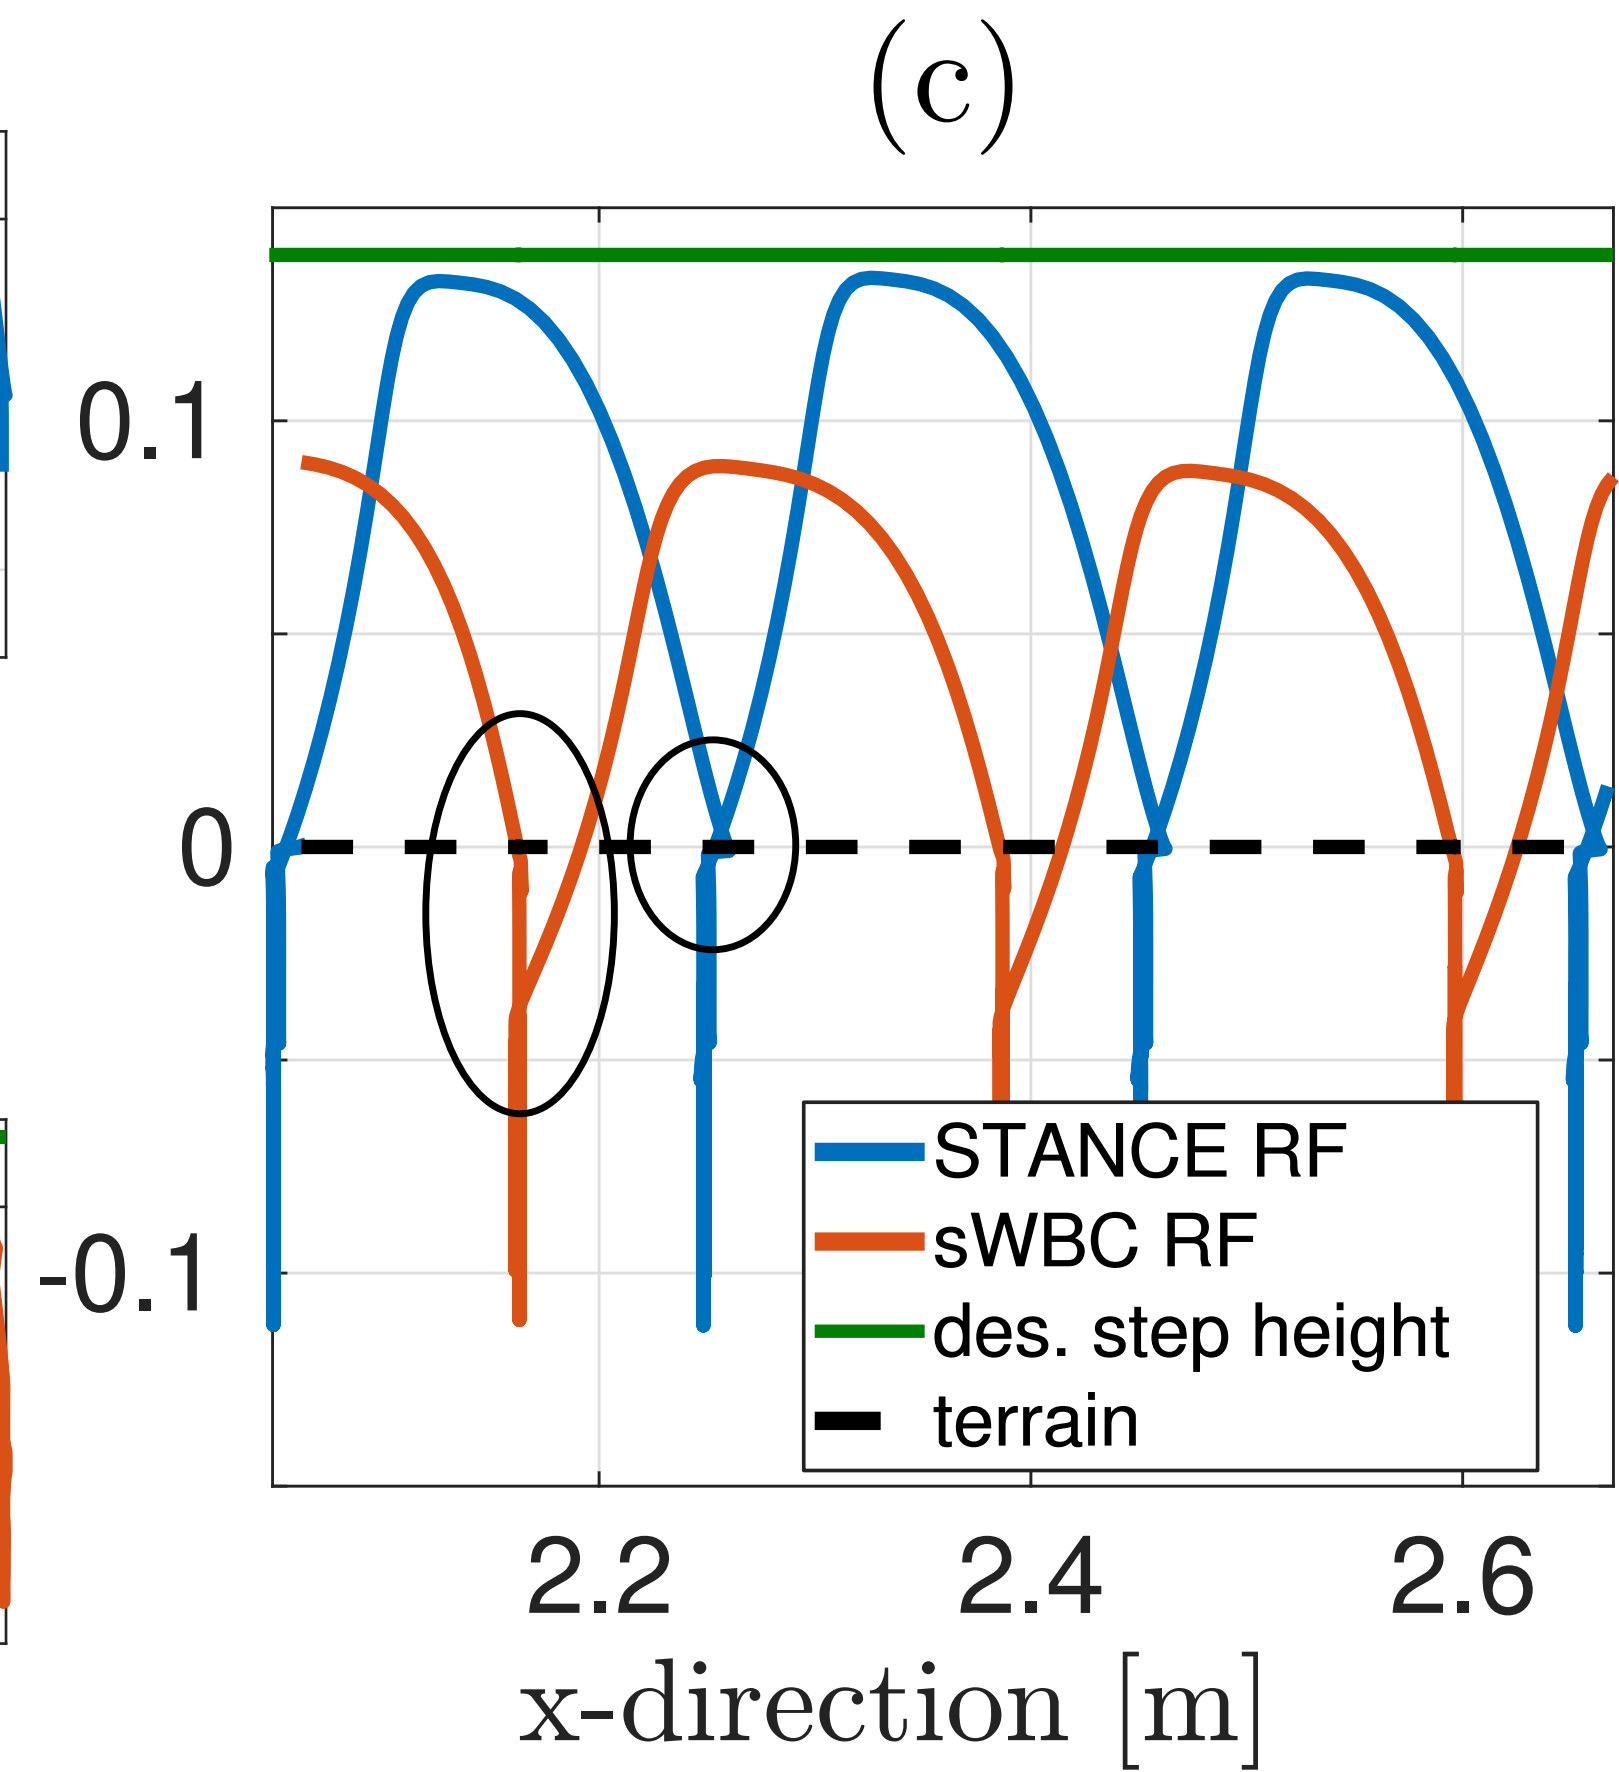 (c)
0.1
0
-0.1
STANCE RF
sWBC RF
des. step height
terrain
2.2 2.4 2.6
x-direction [m]